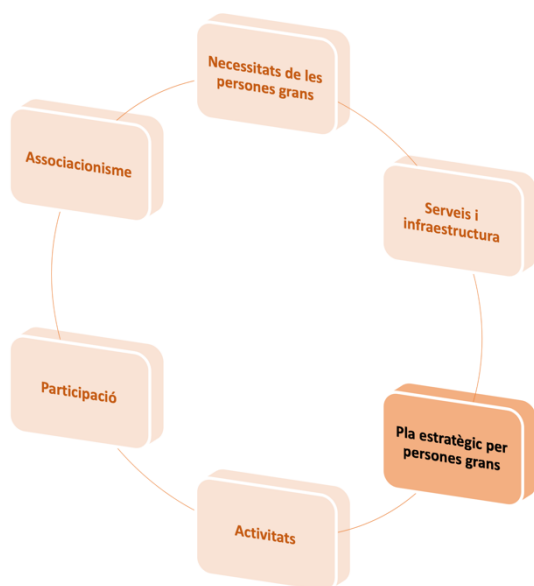 Necessitats de les
persones grans
Serveis i
infraestructura
Pla estratègic per
persones grans
Activitats
Participació
Associacionisme